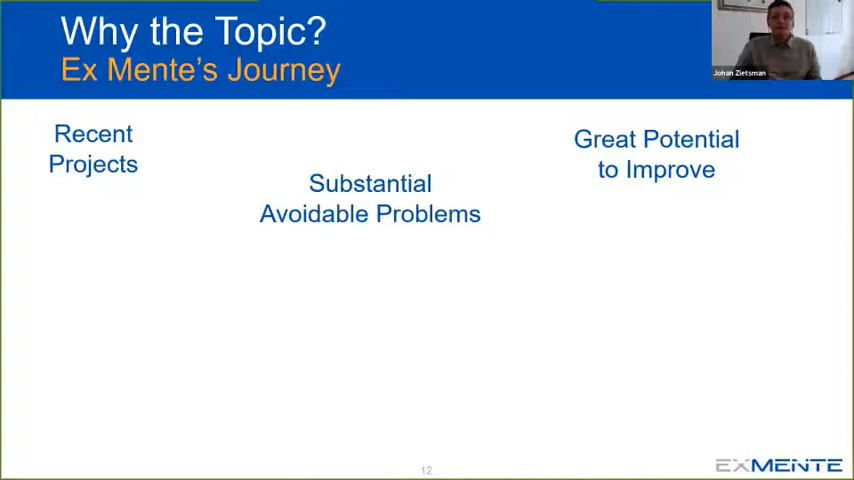 Why the Topic?
Ex Mente's Journey
Johan Zietsman
Recent
Projects
Substantial
Avoidable Problems
Great Potential
to Improve
12
EXMENTE